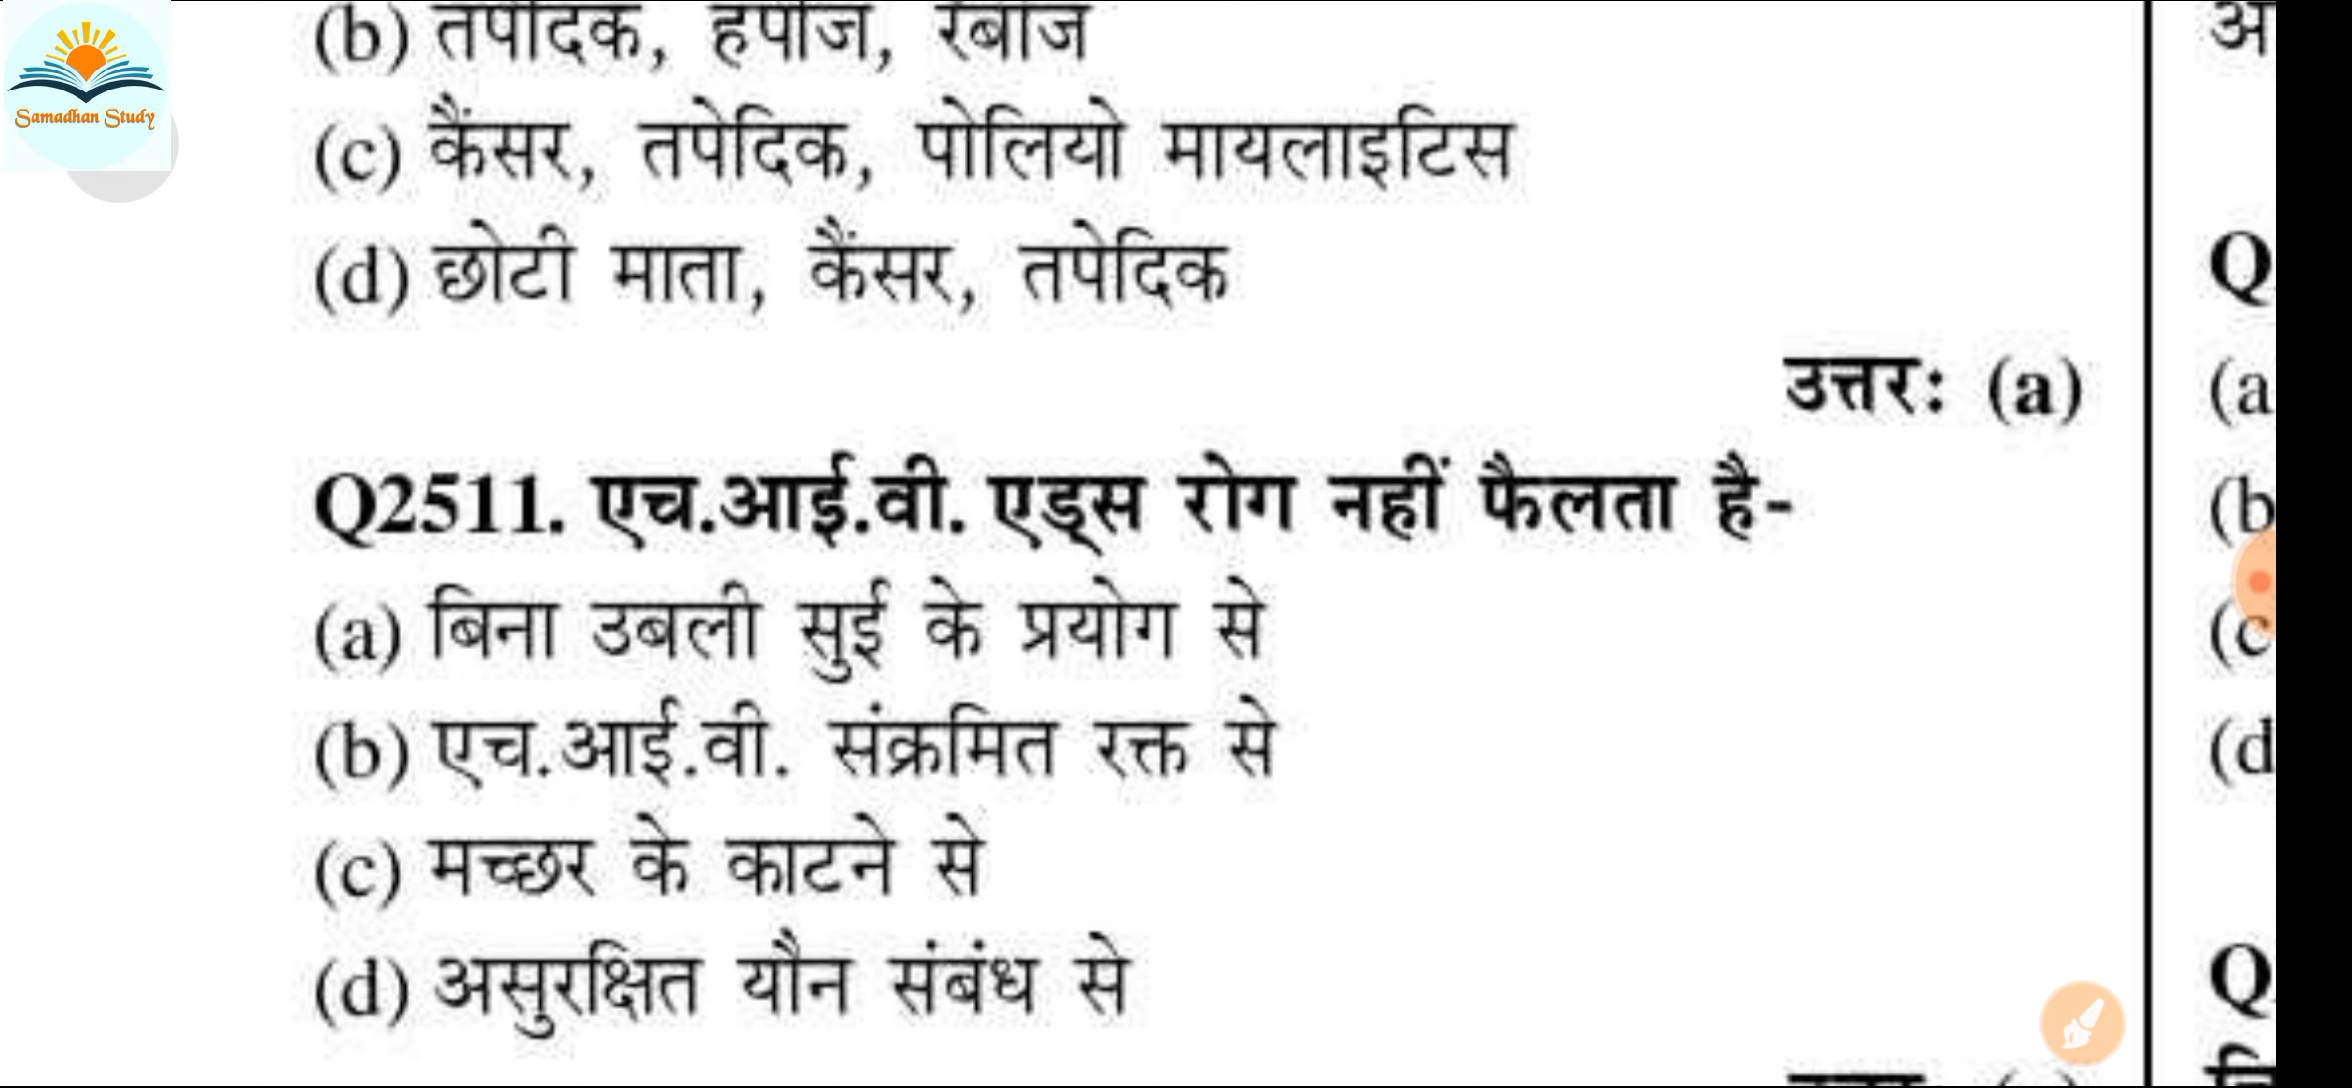 Samadhan Study
(b) तपेदिक, हर्पीज, रेबीज
(c) कैंसर, तपेदिक, पोलियो मायलाइटिस
(d) छोटी माता, कैंसर, तपेदिक
उत्तरः (a)
Q2511. एच.आई.वी. एड्स रोग नहीं फैलता है-
(a) बिना उबली सुई के प्रयोग से
(b) एच.आई.वी. संक्रमित रक्त से
(c) मच्छर के काटने से
(d) असुरक्षित यौन संबंध से
अ
Q
(a
(b
(c
(d
Q